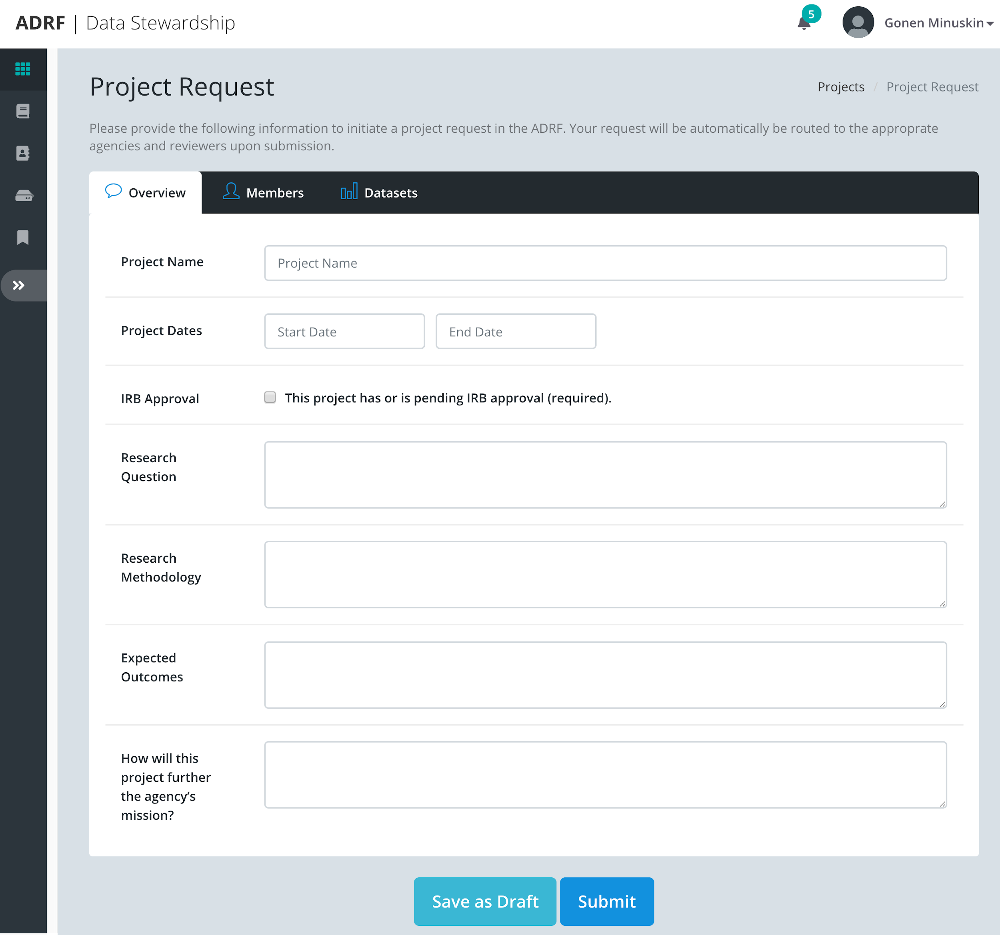 ADRF | Data Stewardship
5
Gonen Minuskin
Project Request
Projects / Project Request
Please provide the following information to initiate a project request in the ADRF. Your request will be automatically be routed to the approprate
agencies and reviewers upon submission.
Overview
Members
Datasets
Project Name
Project Name
Project Dates
Start Date
End Date
IRB Approval
This project has or is pending IRB approval (required).
Research
Question
Research
Methodology
Expected
Outcomes
How will this
project further
the agency’s
mission?
Save as Draft
Submit